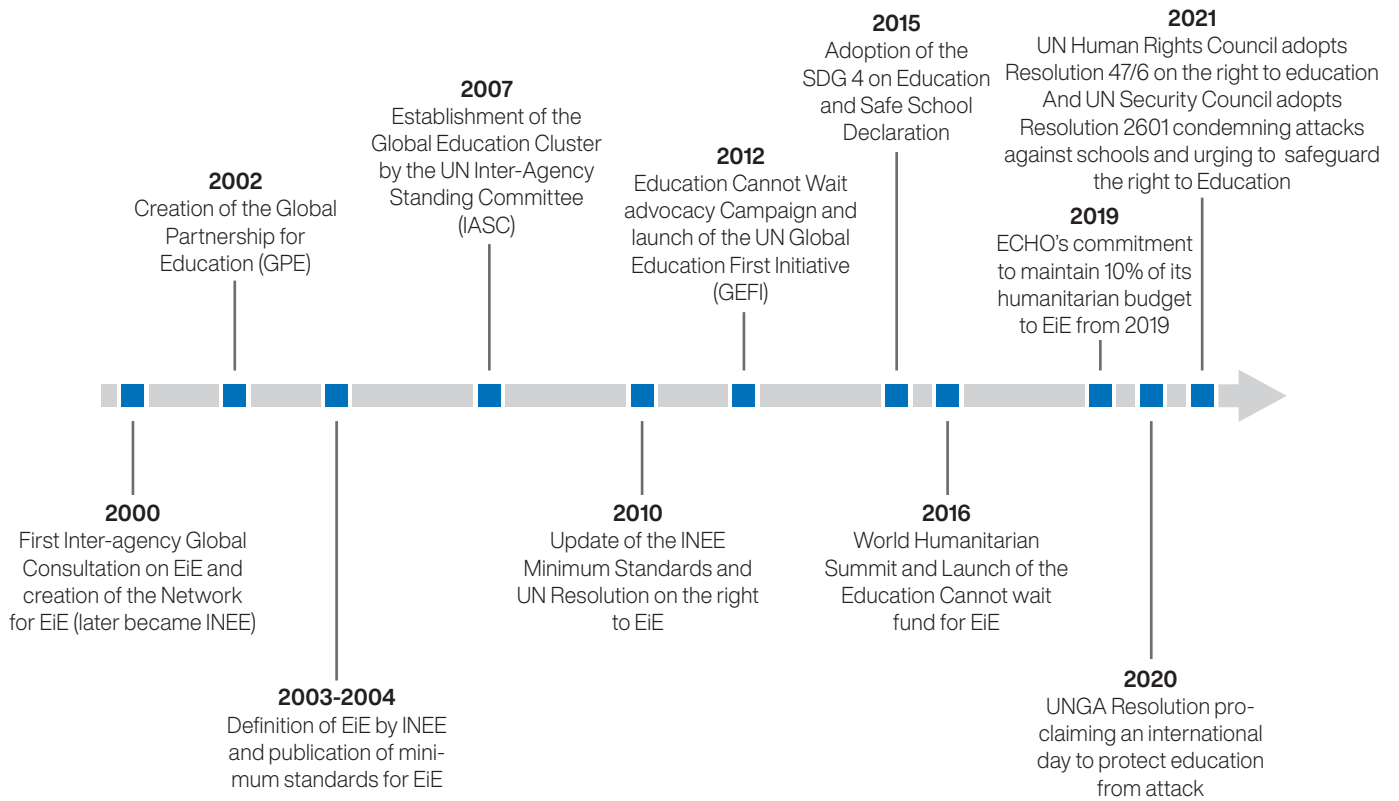 2000
First Inter-agency Global
Consultation on EiE and
creation of the Network
for EiE (later became INEE)
2002
Creation of the Global
Partnership for
Education (GPE)
2003-2004
Definition of EiE by INEE
and publication of mini-
mum standards for EiE
2007
Establishment of the
Global Education Cluster
by the UN Inter-Agency
Standing Committee
(IASC)
2010
Update of the INEE
Minimum Standards and
UN Resolution on the right
to EiE
2012
Education Cannot Wait
advocacy Campaign and
launch of the UN Global
Education First Initiative
(GEFI)
2015
Adoption of the
SDG 4 on Education
and Safe School
Declaration
2016
World Humanitarian
Summit and Launch of the
Education Cannot wait
fund for EiE
2019
ECHO's commitment
to maintain 10% of its
humanitarian budget
to EiE from 2019
2020
UNGA Resolution pro-
claiming an international
day to protect education
from attack
2021
UN Human Rights Council adopts
Resolution 47/6 on the right to education
And UN Security Council adopts
Resolution 2601 condemning attacks
against schools and urging to safeguard
the right to Education